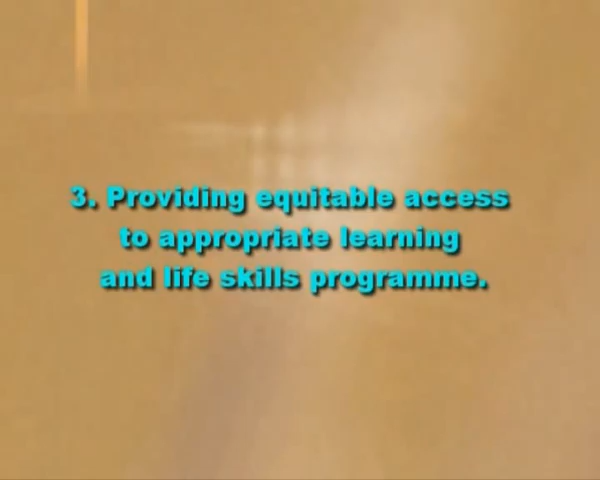 3. Providing equitable access
to appropriate learning
and life skills programme.